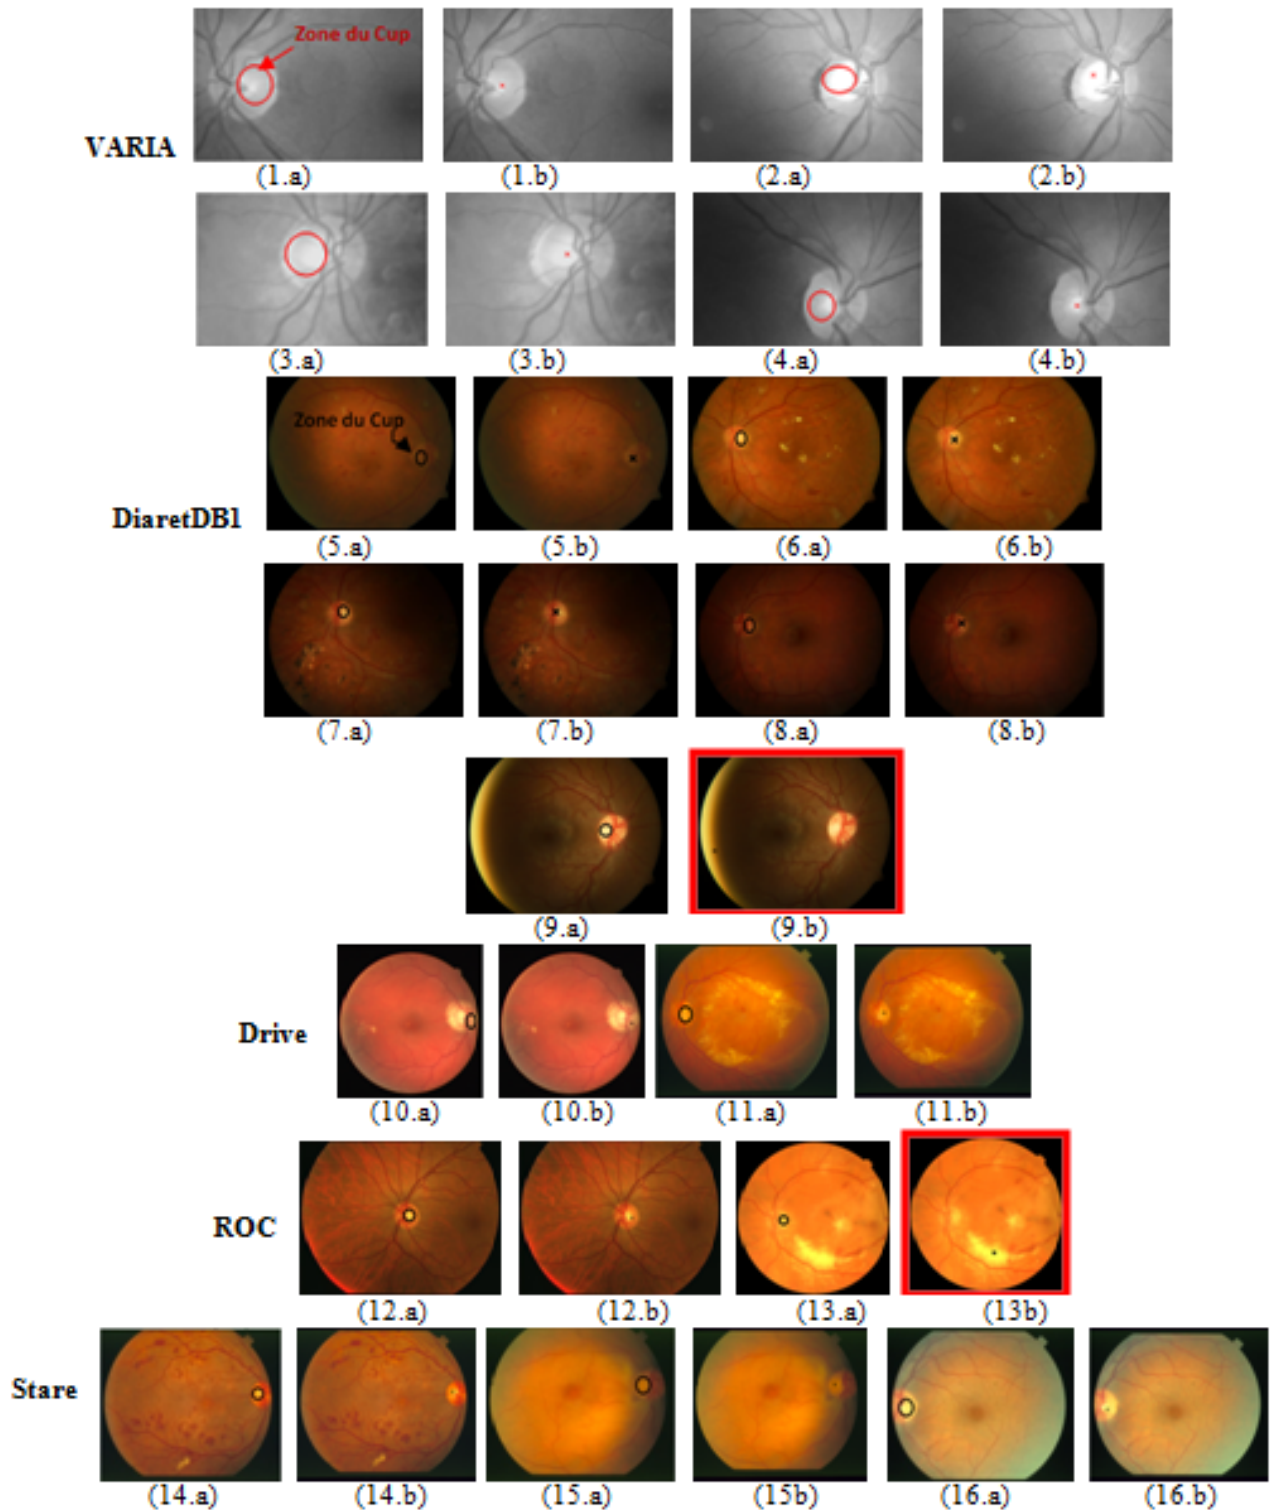 Zone du Cup
VARIA
(1.a) (1.b) (2.a) (2.b)
(3.a) (3.b) (4.a) (4.b)
Zone du Cup
DiaretDB1
(5.a) (5.b) (6.a) (6.b)
(7.a) (7.b) (8.a) (8.b)
(9.a) (9.b)
Drive
(10.a) (10.b) (11.a) (11.b)
ROC
(12.a) (12.b) (13.a) (13b)
Stare
(14.a) (14.b) (15.a) (15b) (16.a) (16.b)